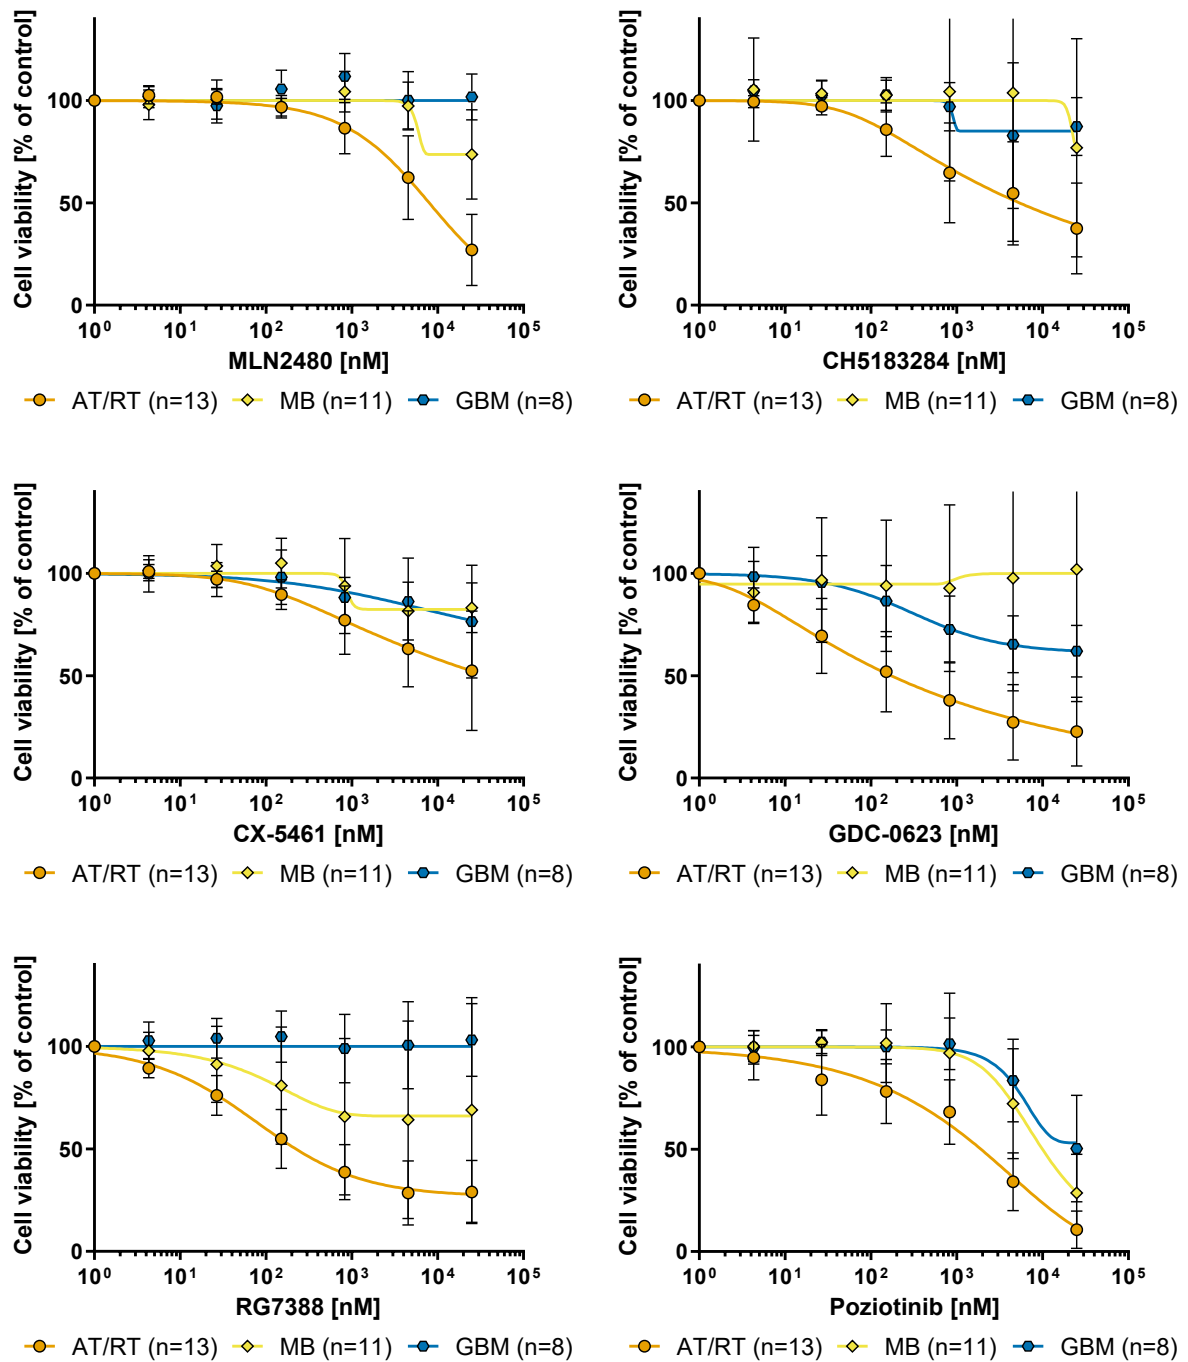 Cell viability [% of control]
100
50
0
10⁰ 10¹ 10² 10³ 10⁴ 10⁵
MLN2480 [nM]
AT/RT (n=13) MB (n=11) GBM (n=8)
Cell viability [% of control]
100
50
0
10⁰ 10¹ 10² 10³ 10⁴ 10⁵
CH5183284 [nM]
AT/RT (n=13) MB (n=11) GBM (n=8)
Cell viability [% of control]
100
50
0
10⁰ 10¹ 10² 10³ 10⁴ 10⁵
CX-5461 [nM]
AT/RT (n=13) MB (n=11) GBM (n=8)
Cell viability [% of control]
100
50
0
10⁰ 10¹ 10² 10³ 10⁴ 10⁵
GDC-0623 [nM]
AT/RT (n=13) MB (n=11) GBM (n=8)
Cell viability [% of control]
100
50
0
10⁰ 10¹ 10² 10³ 10⁴ 10⁵
RG7388 [nM]
AT/RT (n=13) MB (n=11) GBM (n=8)
Cell viability [% of control]
100
50
0
10⁰ 10¹ 10² 10³ 10⁴ 10⁵
Poziotinib [nM]
AT/RT (n=13) MB (n=11) GBM (n=8)